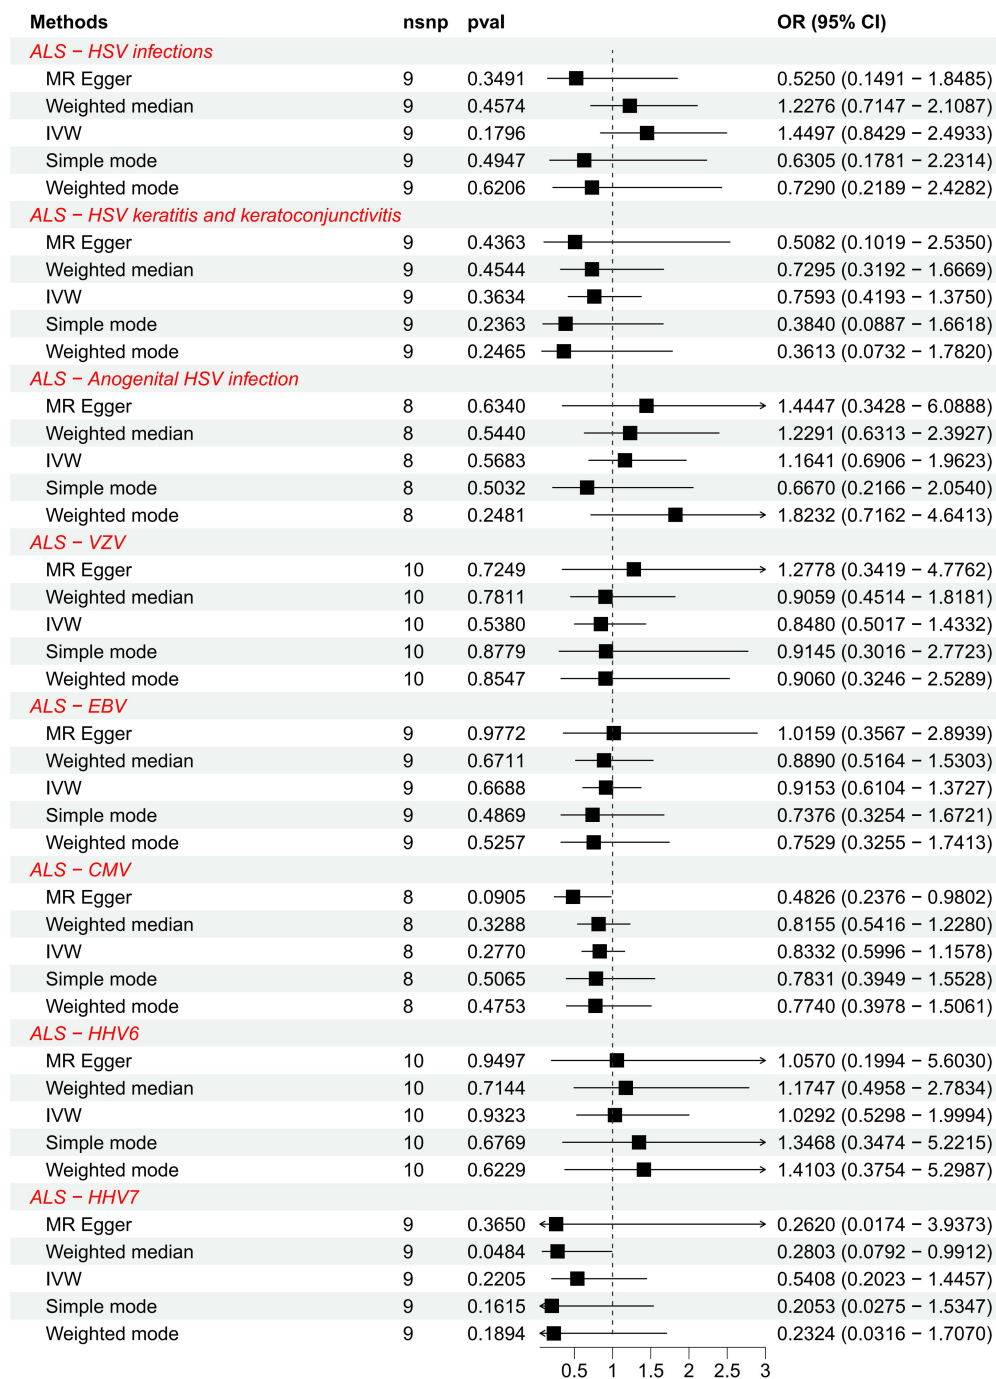 Methods nsnp pval OR (95% CI)
ALS − HSV infections
MR Egger 9 0.3491 0.5250 (0.1491 − 1.8485)
Weighted median 9 0.4574 1.2276 (0.7147 − 2.1087)
IVW 9 0.1796 1.4497 (0.8429 − 2.4933)
Simple mode 9 0.4947 0.6305 (0.1781 − 2.2314)
Weighted mode 9 0.6206 0.7290 (0.2189 − 2.4282)
ALS − HSV keratitis and keratoconjunctivitis
MR Egger 9 0.4363 0.5082 (0.1019 − 2.5350)
Weighted median 9 0.4544 0.7295 (0.3192 − 1.6669)
IVW 9 0.3634 0.7593 (0.4193 − 1.3750)
Simple mode 9 0.2363 0.3840 (0.0887 − 1.6618)
Weighted mode 9 0.2465 0.3613 (0.0732 − 1.7820)
ALS − Anogenital HSV infection
MR Egger 8 0.6340 1.4447 (0.3428 − 6.0888)
Weighted median 8 0.5440 1.2291 (0.6313 − 2.3927)
IVW 8 0.5683 1.1641 (0.6906 − 1.9623)
Simple mode 8 0.5032 0.6670 (0.2166 − 2.0540)
Weighted mode 8 0.2481 1.8232 (0.7162 − 4.6413)
ALS − VZV
MR Egger 10 0.7249 1.2778 (0.3419 − 4.7762)
Weighted median 10 0.7811 0.9059 (0.4514 − 1.8181)
IVW 10 0.5380 0.8480 (0.5017 − 1.4332)
Simple mode 10 0.8779 0.9145 (0.3016 − 2.7723)
Weighted mode 10 0.8547 0.9060 (0.3246 − 2.5289)
ALS − EBV
MR Egger 9 0.9772 1.0159 (0.3567 − 2.8939)
Weighted median 9 0.6711 0.8890 (0.5164 − 1.5303)
IVW 9 0.6688 0.9153 (0.6104 − 1.3727)
Simple mode 9 0.4869 0.7376 (0.3254 − 1.6721)
Weighted mode 9 0.5257 0.7529 (0.3255 − 1.7413)
ALS − CMV
MR Egger 8 0.0905 0.4826 (0.2376 − 0.9802)
Weighted median 8 0.3288 0.8155 (0.5416 − 1.2280)
IVW 8 0.2770 0.8332 (0.5996 − 1.1578)
Simple mode 8 0.5065 0.7831 (0.3949 − 1.5528)
Weighted mode 8 0.4753 0.7740 (0.3978 − 1.5061)
ALS − HHV6
MR Egger 10 0.9497 1.0570 (0.1994 − 5.6030)
Weighted median 10 0.7144 1.1747 (0.4958 − 2.7834)
IVW 10 0.9323 1.0292 (0.5298 − 1.9994)
Simple mode 10 0.6769 1.3468 (0.3474 − 5.2215)
Weighted mode 10 0.6229 1.4103 (0.3754 − 5.2987)
ALS − HHV7
MR Egger 9 0.3650 0.2620 (0.0174 − 3.9373)
Weighted median 9 0.0484 0.2803 (0.0792 − 0.9912)
IVW 9 0.2205 0.5408 (0.2023 − 1.4457)
Simple mode 9 0.1615 0.2053 (0.0275 − 1.5347)
Weighted mode 9 0.1894 0.2324 (0.0316 − 1.7070)
0.5 1 1.5 2 2.5 3